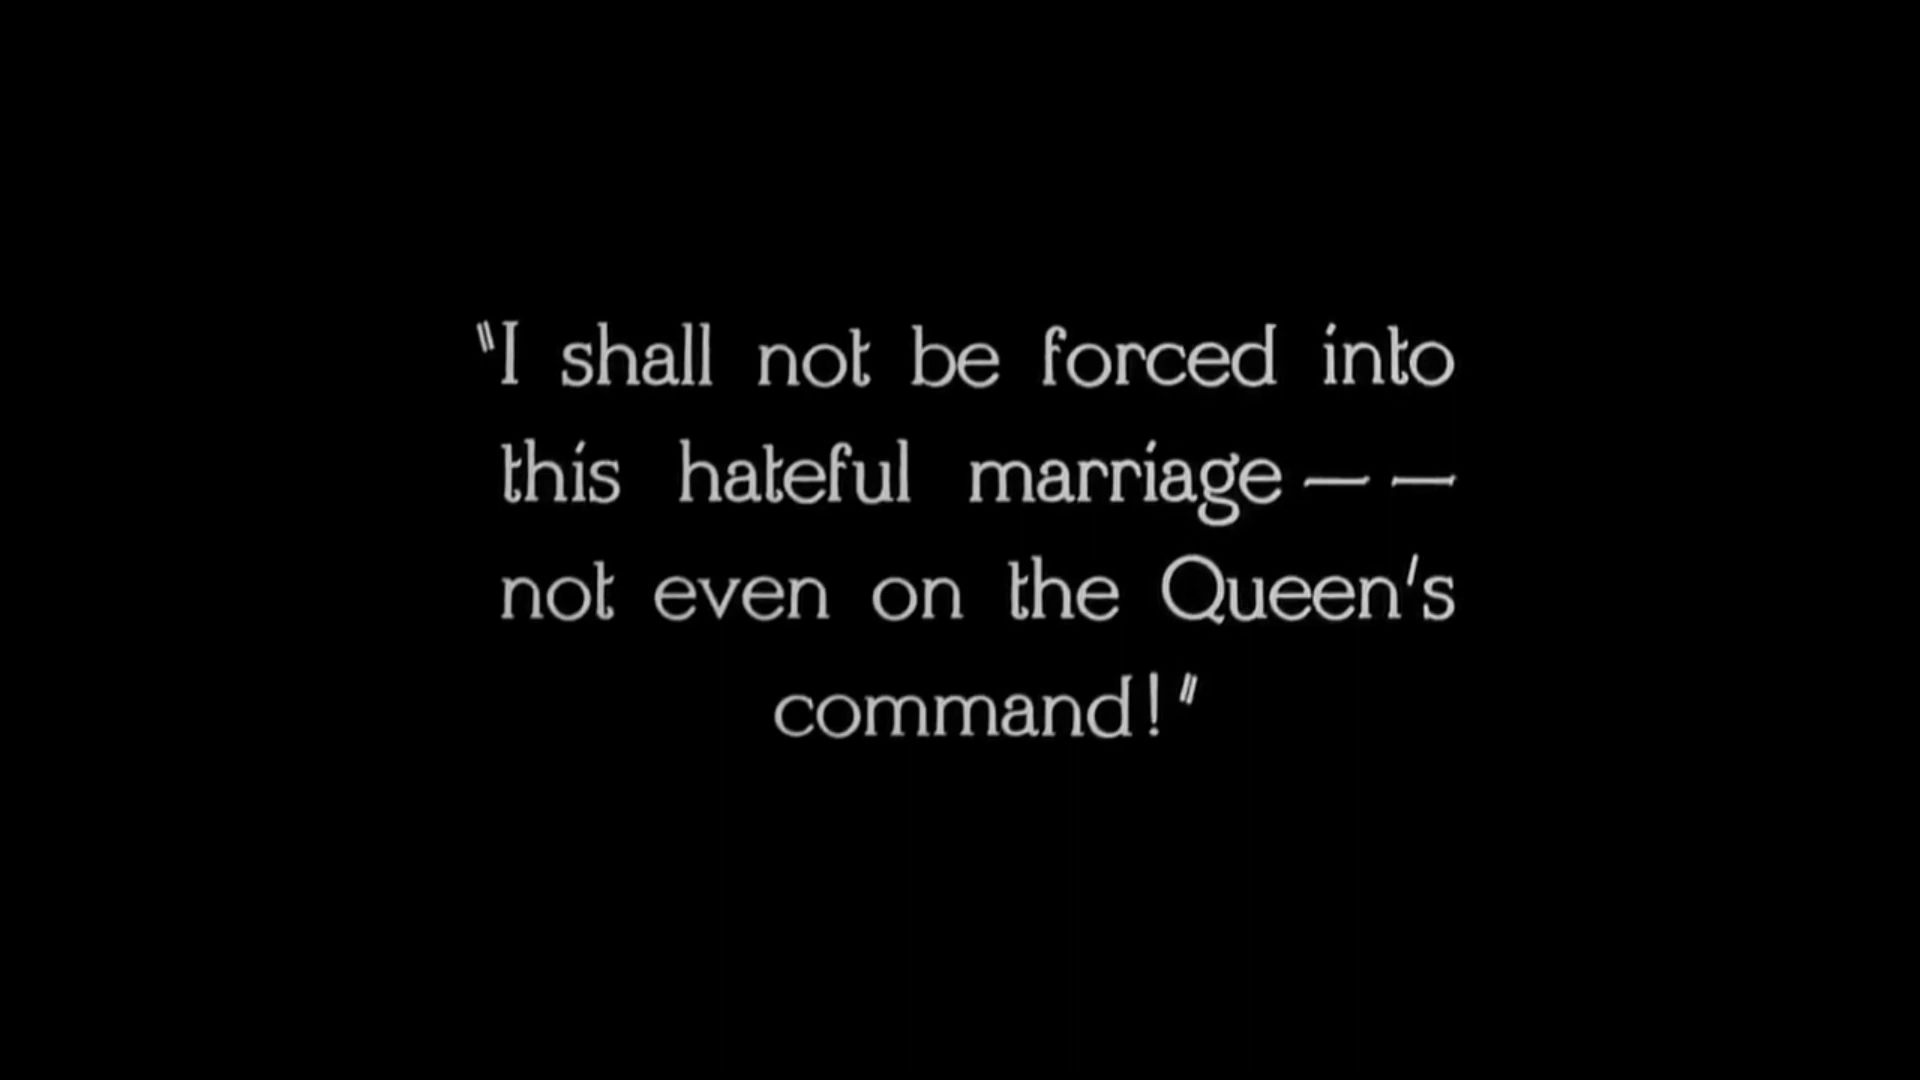 "I shall not be forced into
this hateful marriage — —
not even on the Queen's
command!"